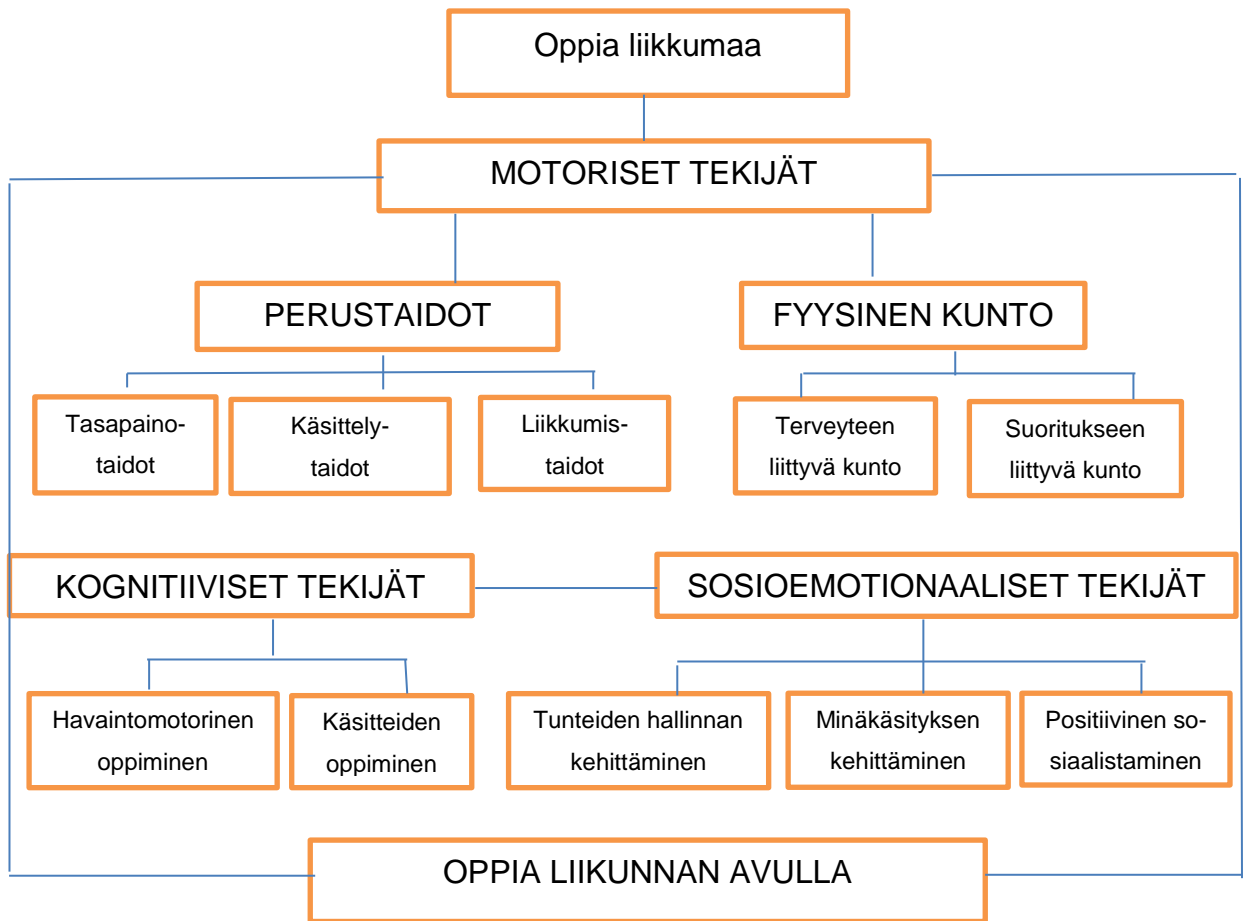 Oppia liikkumaa
MOTORISET TEKIJÄT
PERUSTAIDOT
FYYSINEN KUNTO
Tasapaino-
taidot
Käsittely-
taidot
Liikkumis-
taidot
Terveyteen
liittyvä kunto
Suoritukseen
liittyvä kunto
KOGNITIIVISET TEKIJÄT
SOSIOEMOTIONAALISET TEKIJÄT
Havaintomotorinen
oppiminen
Käsitteiden
oppiminen
Tunteiden hallinnan
kehittäminen
Minäkäsityksen
kehittäminen
Positiivinen so-
siaalistaminen
OPPIA LIIKUNNAN AVULLA